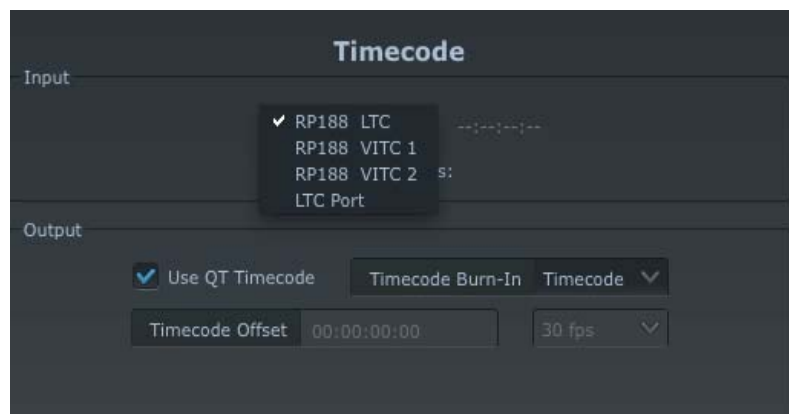 Timecode
Input
✔ RP188 LTC --:--:--:--
RP188 VITC 1
RP188 VITC 2 s:
LTC Port
Output
Use QT Timecode Timecode Burn-In Timecode
Timecode Offset 00:00:00:00 30 fps